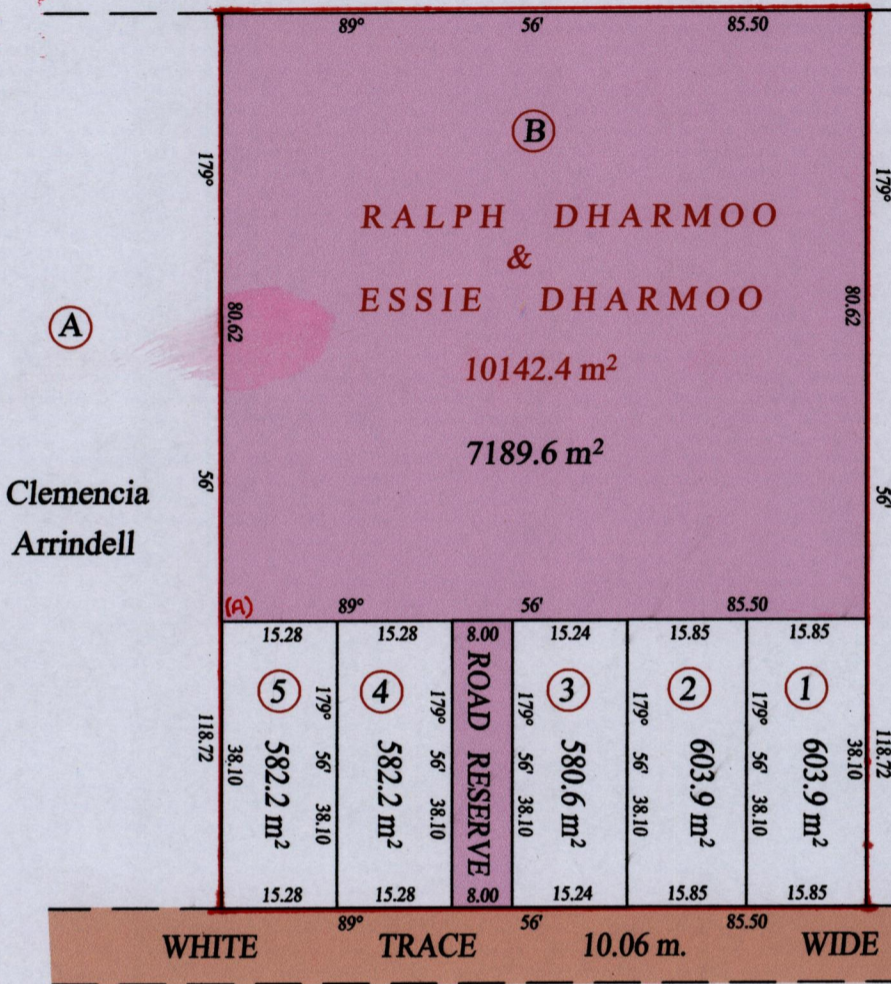 89° 56' 85.50
B
179°
179°
RALPH DHARMOO
&
ESSIE DHARMOO
80.62
80.62
A
10142.4 m²
7189.6 m²
56'
56'
Clemencia
Arrindell
(A) 89° 56' 85.50
15.28 15.28 8.00 15.24 15.85 15.85
5 4 ROAD RESERVE 3 2 1
179° 56' 38.10
179° 56' 38.10
179° 56' 38.10
179° 56' 38.10
179° 56' 38.10
118.72
38.10
582.2 m²
582.2 m²
580.6 m²
603.9 m²
603.9 m²
38.10
118.72
15.28 15.28 8.00 15.24 15.85 15.85
89° 56' 85.50
WHITE TRACE 10.06 m. WIDE